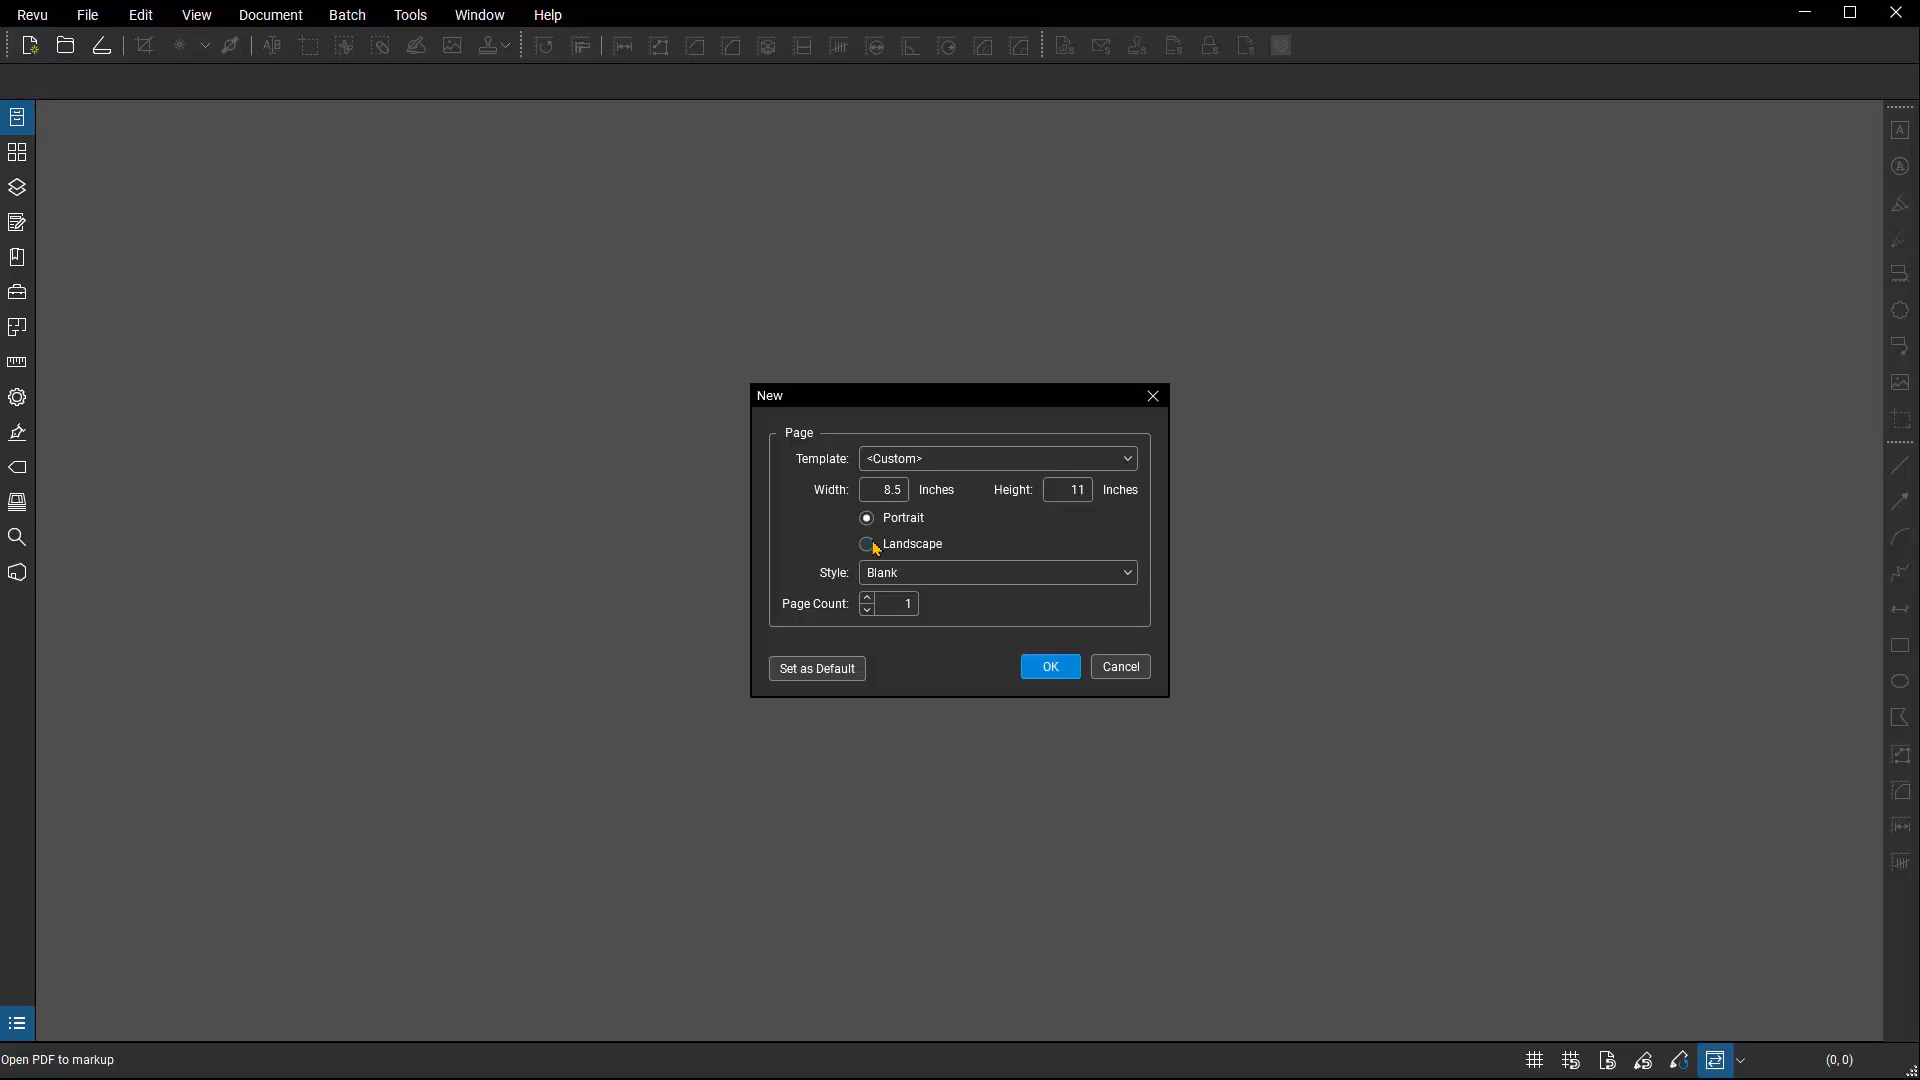 Revu File Edit View Document Batch Tools Window Help
New
Page
Template: <Custom>
Width: 8.5 Inches Height: 11 Inches
Portrait
Landscape
Style: Blank
Page Count: 1
Set as Default OK Cancel
Open PDF to markup (0, 0)